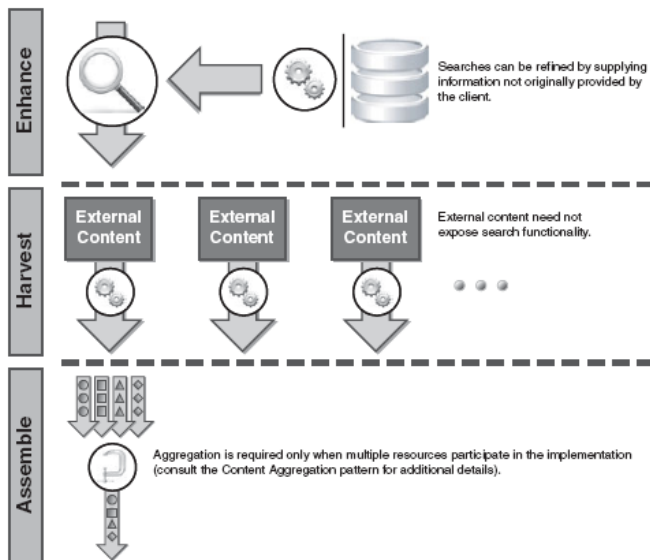 Enhance
Searches can be refined by supplying
information not originally provided by
the client.
Harvest
External
Content
External
Content
External
Content
External content need not
expose search functionality.
Assemble
Aggregation is required only when multiple resources participate in the implementation
(consult the Content Aggregation pattern for additional details).